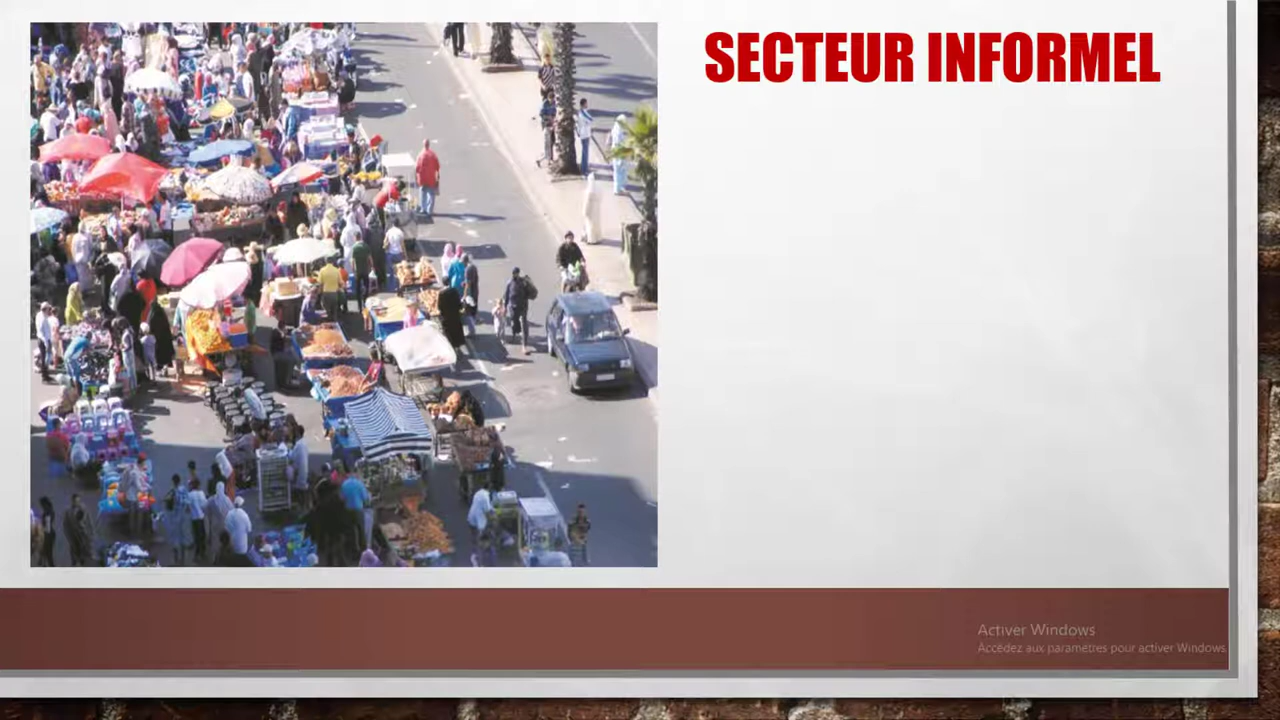 SECTEUR INFORMEL
Activer Windows
Accédez aux paramètres pour activer Windows